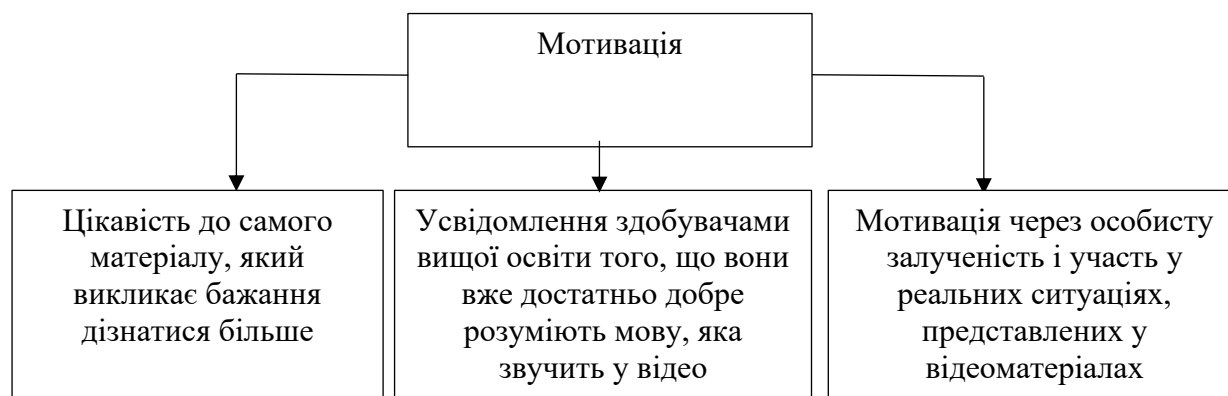 Мотивація
Цікавість до самого
матеріалу, який
викликає бажання
дізнатися більше
Усвідомлення здобувачами
вищої освіти того, що вони
вже достатньо добре
розуміють мову, яка
звучить у відео
Мотивація через особисту
залученість і участь у
реальних ситуаціях,
представлених у
відеоматеріалах